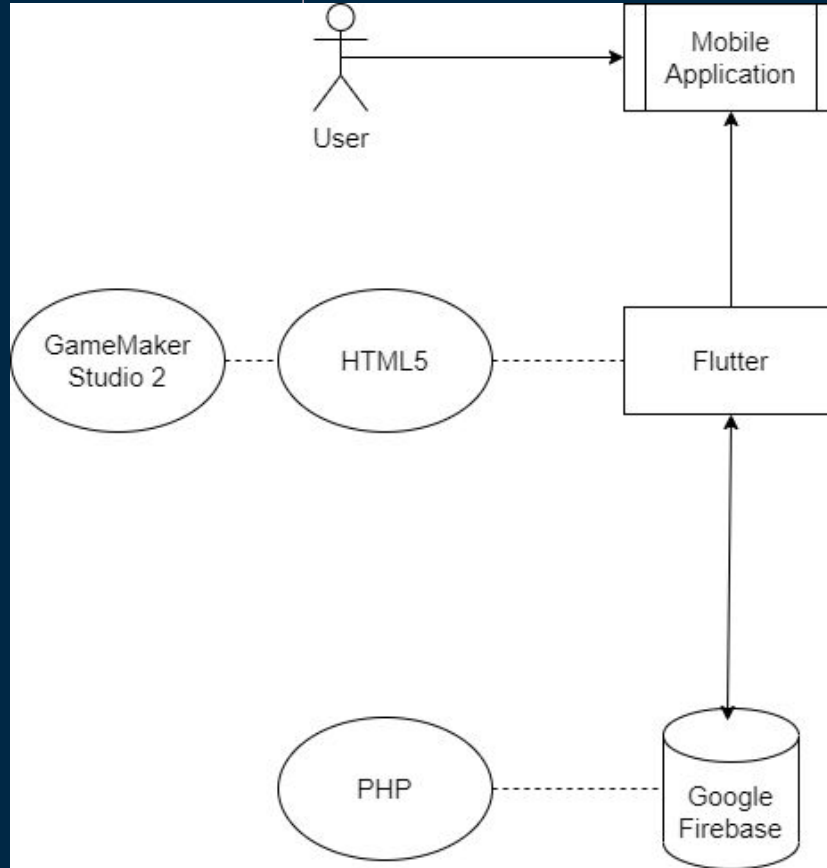 Mobile
Application
User
GameMaker
Studio 2
HTML5
Flutter
PHP
Google
Firebase